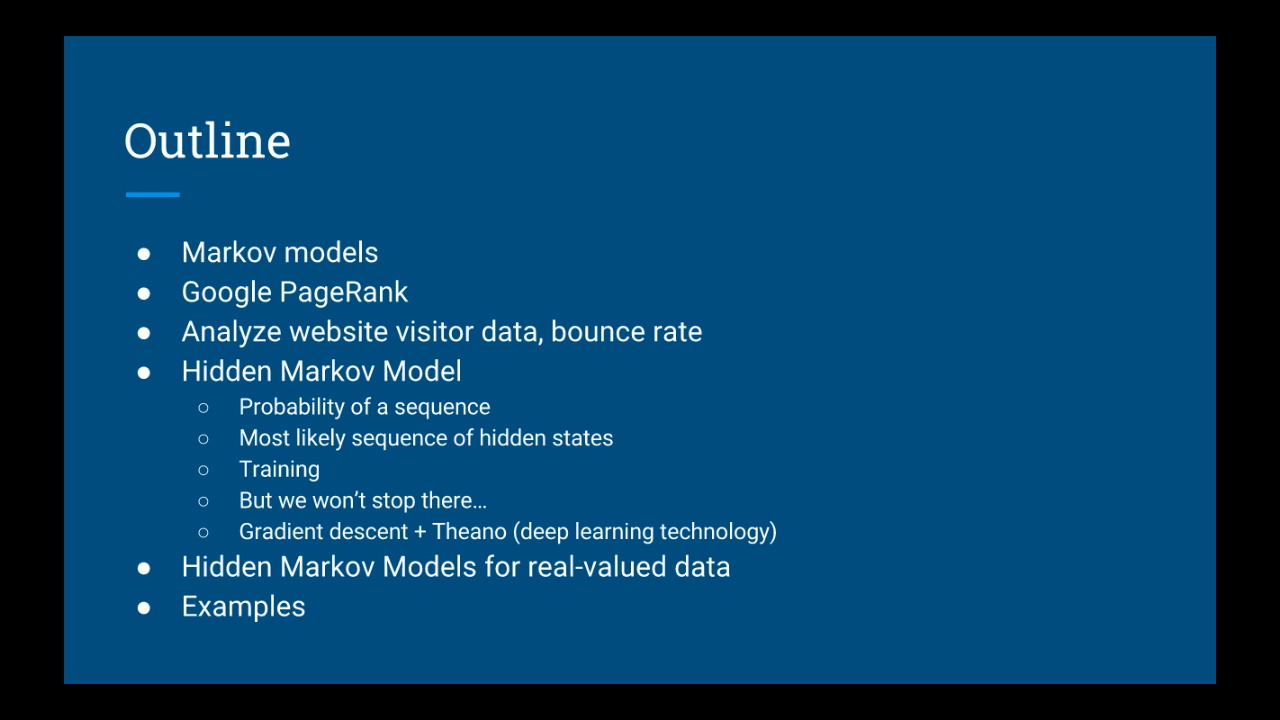 Outline
● Markov models
● Google PageRank
● Analyze website visitor data, bounce rate
● Hidden Markov Model
○ Probability of a sequence
○ Most likely sequence of hidden states
○ Training
○ But we won’t stop there…
○ Gradient descent + Theano (deep learning technology)
● Hidden Markov Models for real-valued data
● Examples